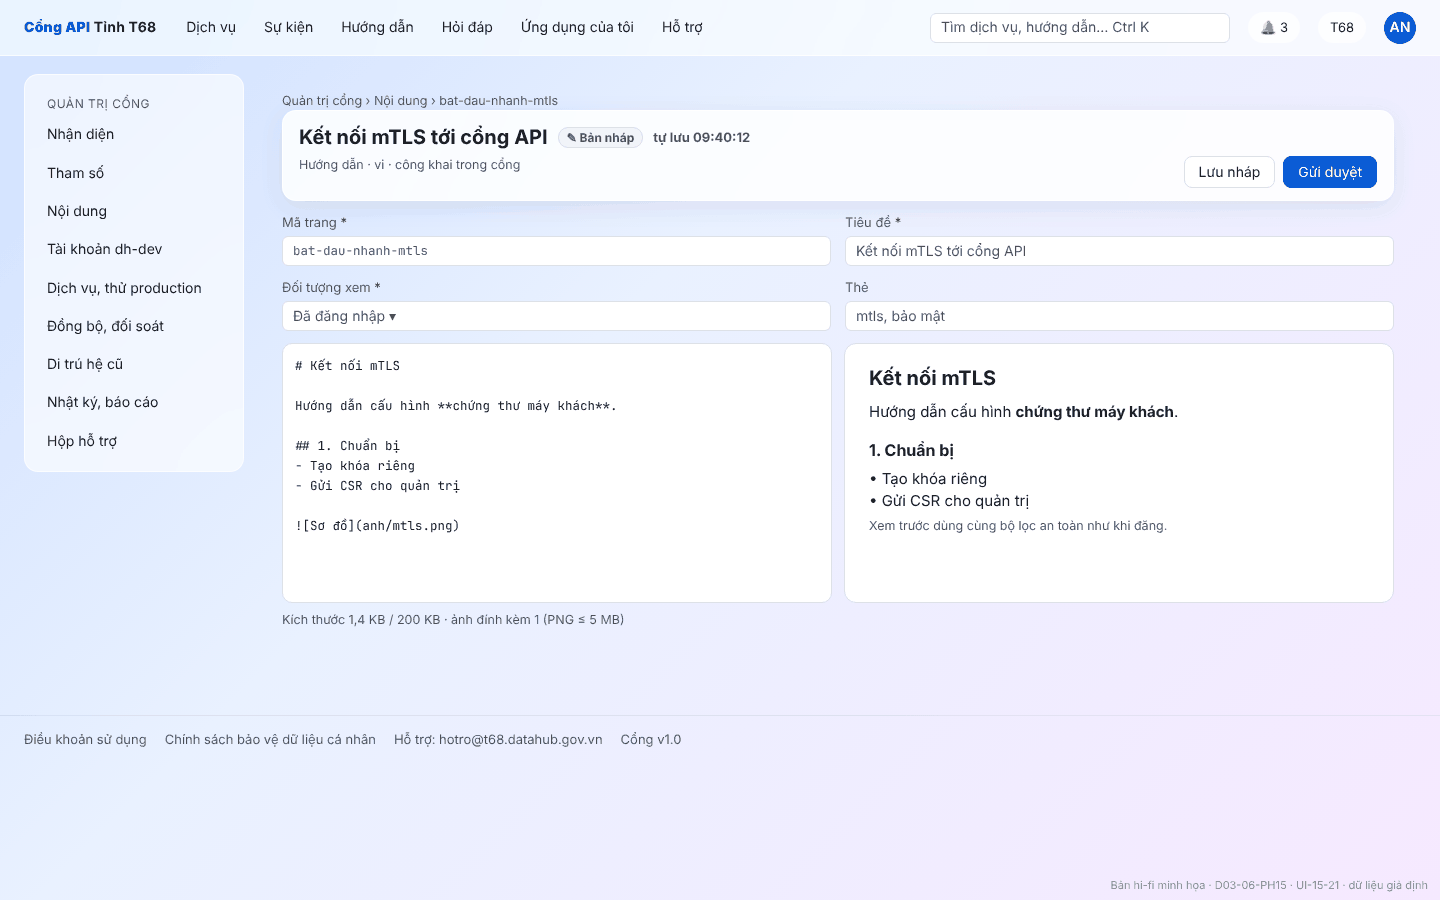 Cổng API Tỉnh T68
Dịch vụ
Sự kiện
Hướng dẫn
Hỏi đáp
Ứng dụng của tôi
Hỗ trợ
Tìm dịch vụ, hướng dẫn... Ctrl K
🔔 3
T68
AN
QUẢN TRỊ CỔNG
Nhận diện
Tham số
Nội dung
Tài khoản dh-dev
Dịch vụ, thử production
Đồng bộ, đối soát
Di trú hệ cũ
Nhật ký, báo cáo
Hộp hỗ trợ
Quản trị cổng › Nội dung › bat-dau-nhanh-mtls
Kết nối mTLS tới cổng API
✎ Bản nháp
tự lưu 09:40:12
Hướng dẫn · vi · công khai trong cổng
Lưu nháp
Gửi duyệt
Mã trang *
bat-dau-nhanh-mtls
Tiêu đề *
Kết nối mTLS tới cổng API
Đối tượng xem *
Đã đăng nhập ▾
Thẻ
mtls, bảo mật
# Kết nối mTLS
Hướng dẫn cấu hình **chứng thư máy khách**.
## 1. Chuẩn bị
- Tạo khóa riêng
- Gửi CSR cho quản trị
![Sơ đồ](anh/mtls.png)
Kết nối mTLS
Hướng dẫn cấu hình chứng thư máy khách.
1. Chuẩn bị
• Tạo khóa riêng
• Gửi CSR cho quản trị
Xem trước dùng cùng bộ lọc an toàn như khi đăng.
Kích thước 1,4 KB / 200 KB · ảnh đính kèm 1 (PNG ≤ 5 MB)
Điều khoản sử dụng
Chính sách bảo vệ dữ liệu cá nhân
Hỗ trợ: hotro@t68.datahub.gov.vn
Cổng v1.0
Bản hi-fi minh họa · D03-06-PH15 · UI-15-21 · dữ liệu giả định